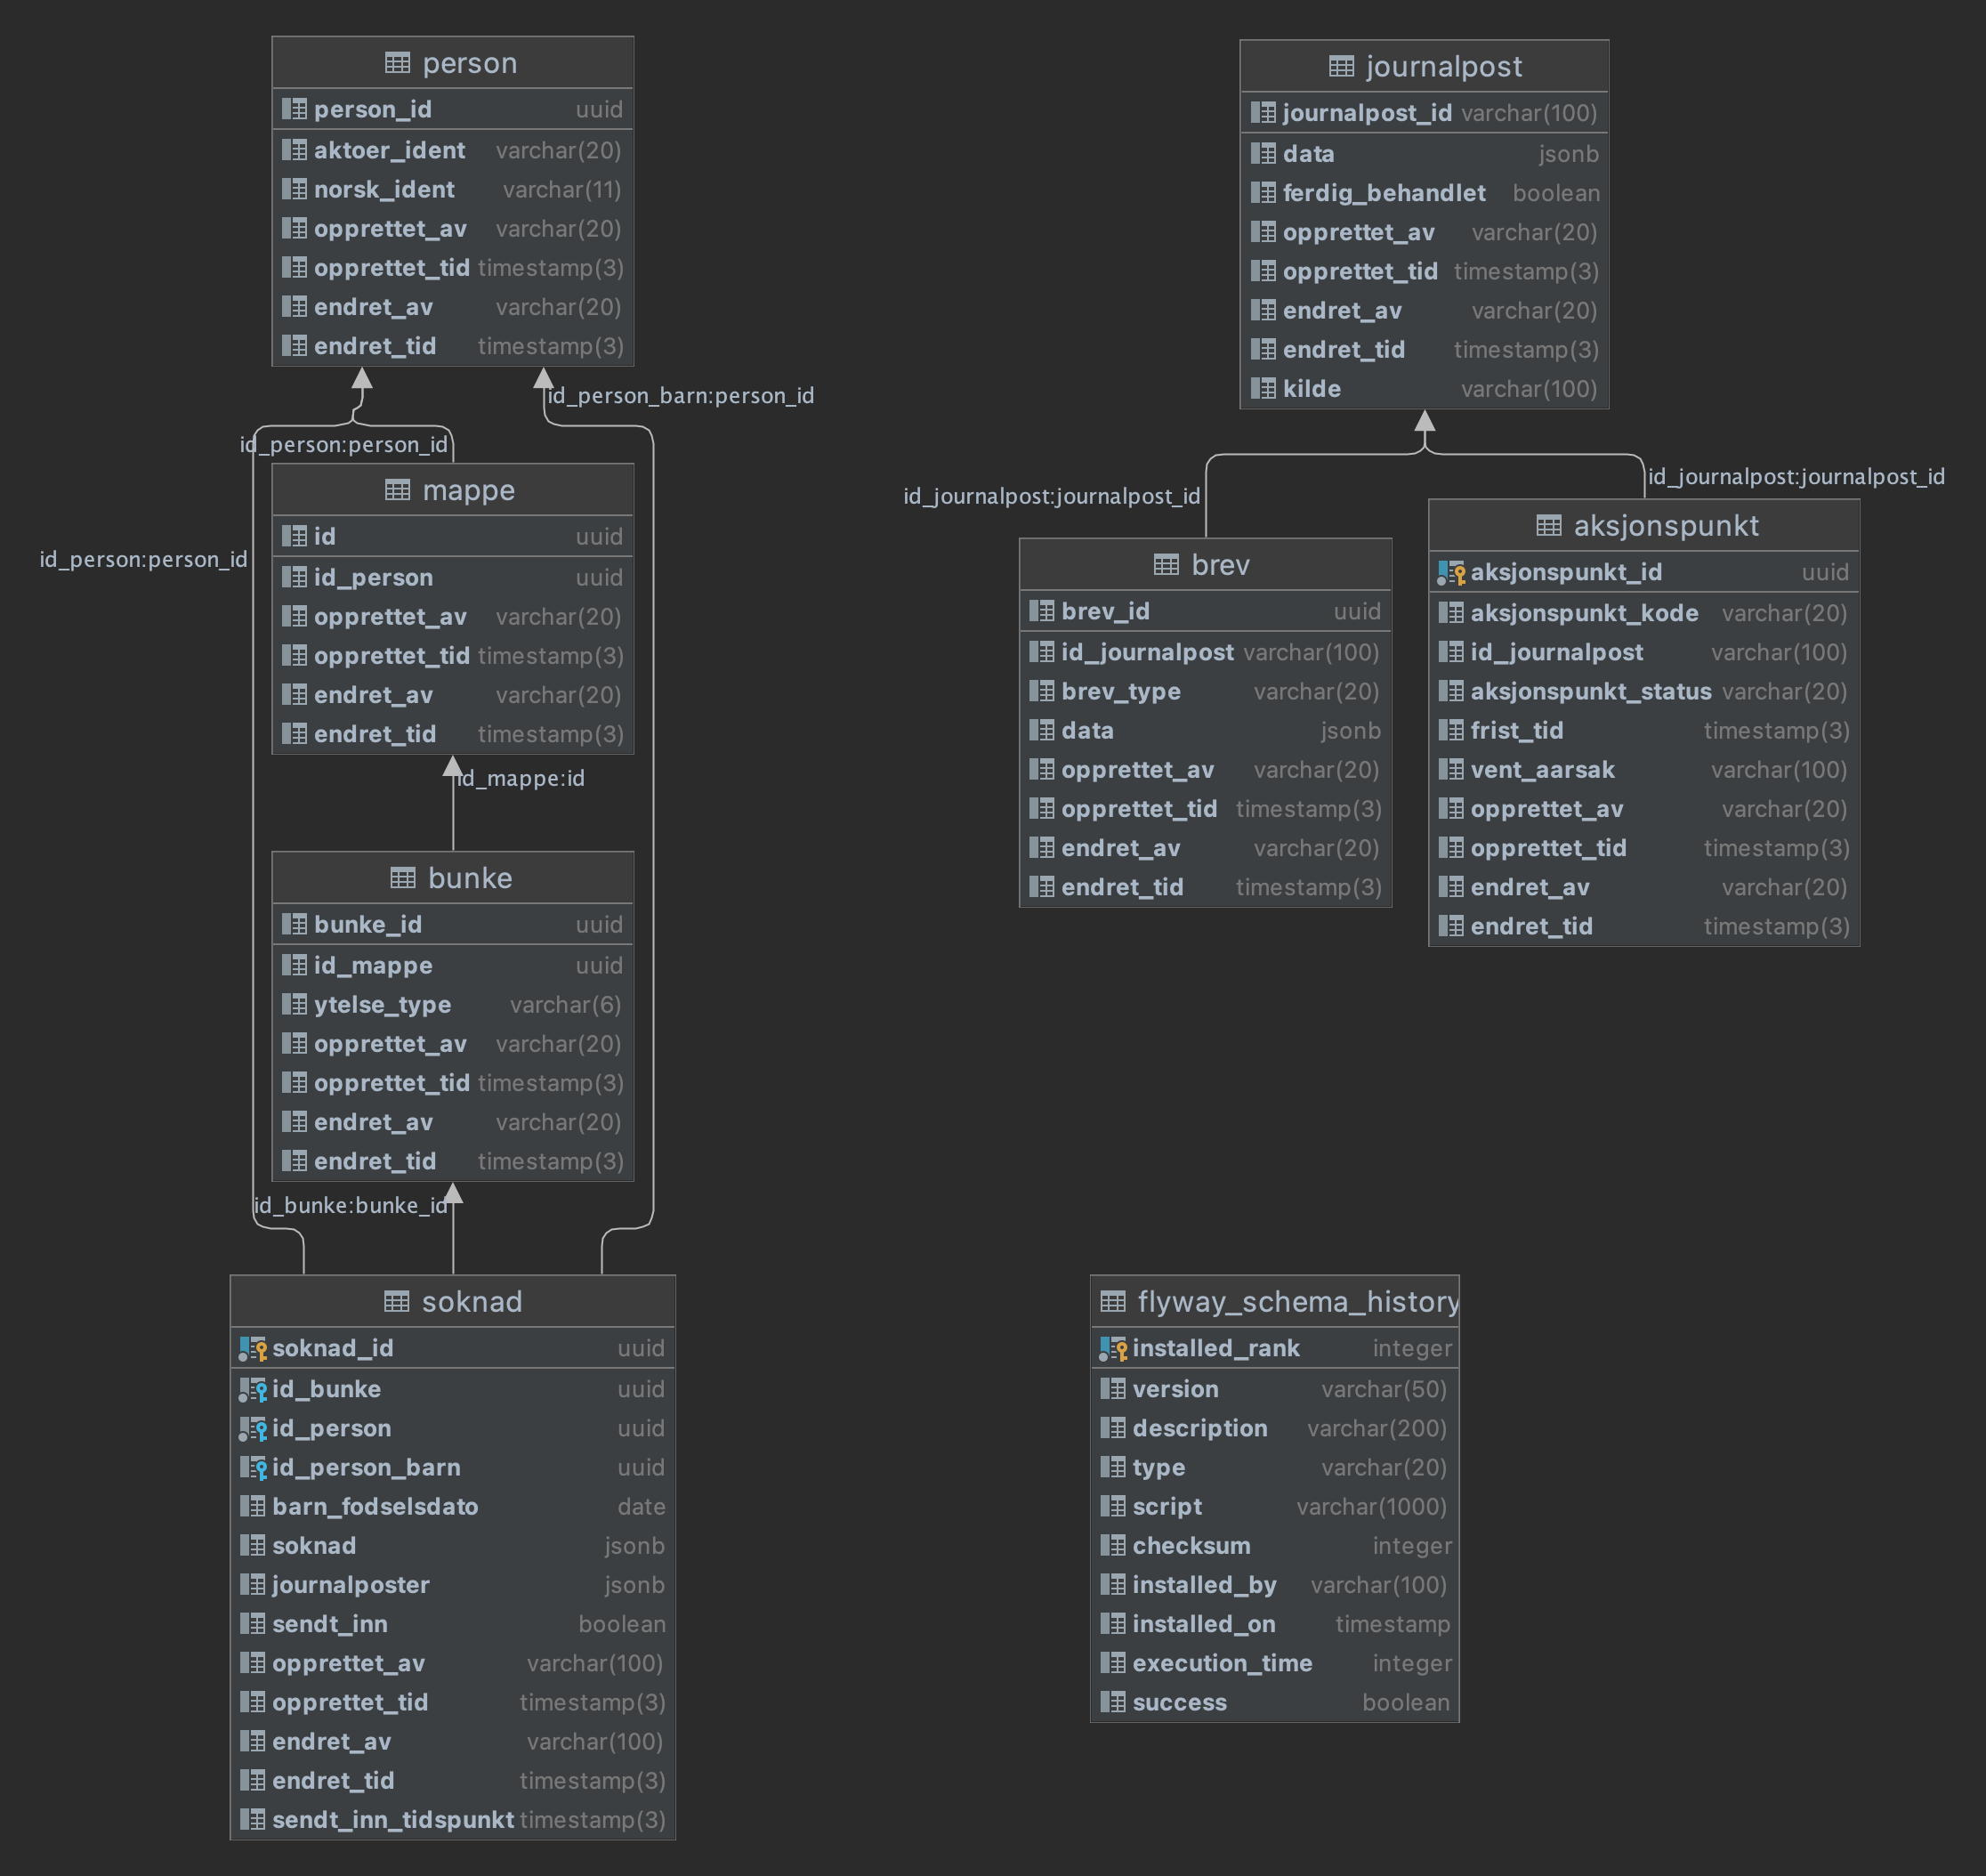 person
person_id uuid
aktoer_ident varchar(20)
norsk_ident varchar(11)
opprettet_av varchar(20)
opprettet_tid timestamp(3)
endret_av varchar(20)
endret_tid timestamp(3)
id_person_barn:person_id
id_person:person_id
id_person:person_id
mappe
id uuid
id_person uuid
opprettet_av varchar(20)
opprettet_tid timestamp(3)
endret_av varchar(20)
endret_tid timestamp(3)
id_mappe:id
bunke
bunke_id uuid
id_mappe uuid
ytelse_type varchar(6)
opprettet_av varchar(20)
opprettet_tid timestamp(3)
endret_av varchar(20)
endret_tid timestamp(3)
id_bunke:bunke_id
soknad
soknad_id uuid
id_bunke uuid
id_person uuid
id_person_barn uuid
barn_fodselsdato date
soknad jsonb
journalposter jsonb
sendt_inn boolean
opprettet_av varchar(100)
opprettet_tid timestamp(3)
endret_av varchar(100)
endret_tid timestamp(3)
sendt_inn_tidspunkt timestamp(3)
journalpost
journalpost_id varchar(100)
data jsonb
ferdig_behandlet boolean
opprettet_av varchar(20)
opprettet_tid timestamp(3)
endret_av varchar(20)
endret_tid timestamp(3)
kilde varchar(100)
id_journalpost:journalpost_id
id_journalpost:journalpost_id
brev
brev_id uuid
id_journalpost varchar(100)
brev_type varchar(20)
data jsonb
opprettet_av varchar(20)
opprettet_tid timestamp(3)
endret_av varchar(20)
endret_tid timestamp(3)
aksjonspunkt
aksjonspunkt_id uuid
aksjonspunkt_kode varchar(20)
id_journalpost varchar(100)
aksjonspunkt_status varchar(20)
frist_tid timestamp(3)
vent_aarsak varchar(100)
opprettet_av varchar(20)
opprettet_tid timestamp(3)
endret_av varchar(20)
endret_tid timestamp(3)
flyway_schema_history
installed_rank integer
version varchar(50)
description varchar(200)
type varchar(20)
script varchar(1000)
checksum integer
installed_by varchar(100)
installed_on timestamp
execution_time integer
success boolean